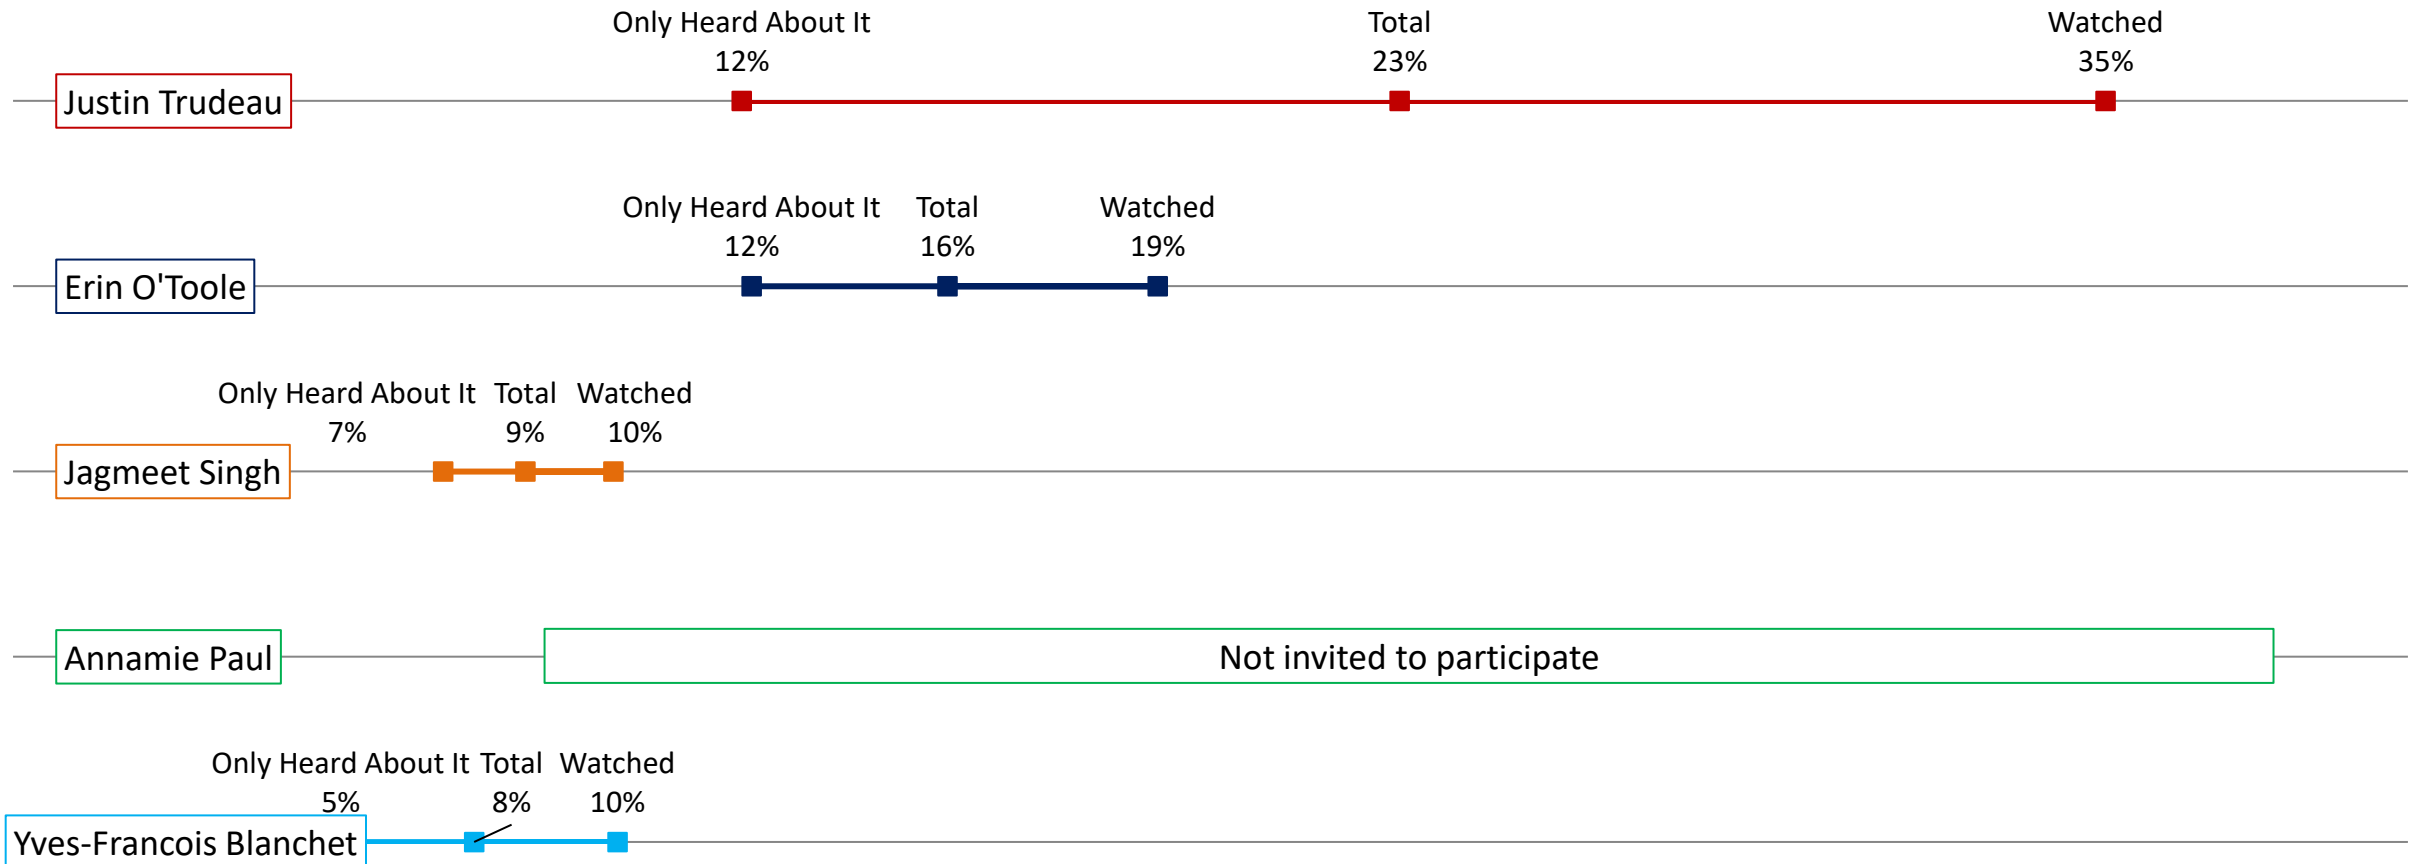 Only Heard About It Total Watched
12% 23% 35%
Justin Trudeau
Only Heard About It Total Watched
12% 16% 19%
Erin O'Toole
Only Heard About It Total Watched
7% 9% 10%
Jagmeet Singh
Annamie Paul Not invited to participate
Only Heard About It Total Watched
5% 8% 10%
Yves-Francois Blanchet